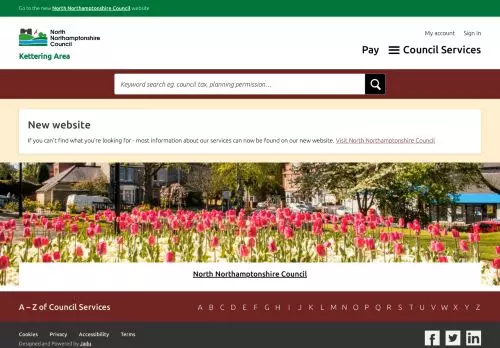 Go to the new North Northamptonshire Council website
North
Northamptonshire
Council
Kettering Area
My account Sign in
Pay Council Services
Keyword search eg. council tax, planning permission...
New website
If you can't find what you're looking for - most information about our services can now be found on our new website. Visit North Northamptonshire Council
North Northamptonshire Council
A – Z of Council Services A B C D E F G H I J K L M N O P Q R S T U V W X Y Z
Cookies Privacy Accessibility Terms
Designed and Powered by Jadu